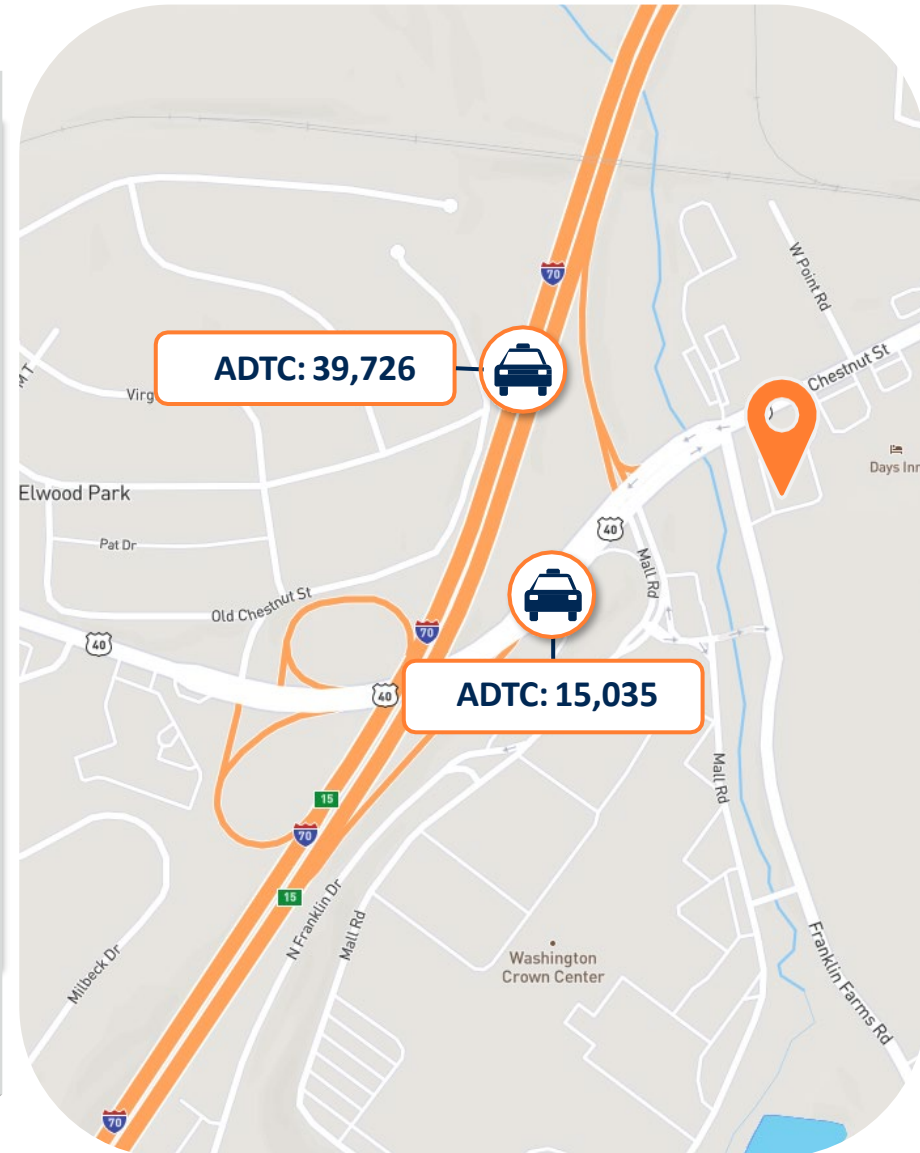 W Point Rd
70
Chestnut St
ADTC: 39,726
M T
Virg
Days Inn
Elwood Park
40
Pat Dr
Mall Rd
Old Chestnut St
70
40
40
ADTC: 15,035
Mall Rd
15
70
15
N Franklin Dr
Mall Rd
Washington
Crown Center
Milbeck Dr
Franklin Farms Rd
70